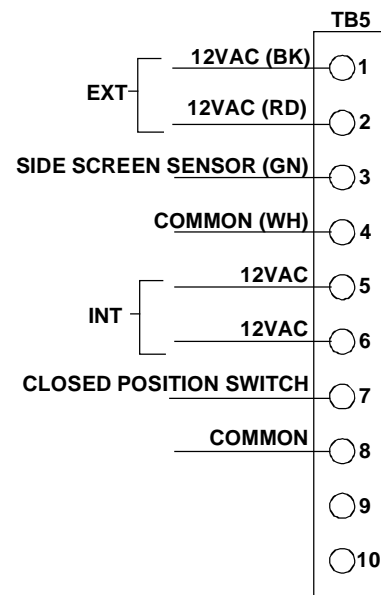 TB5
12VAC (BK)
1
EXT
12VAC (RD)
2
SIDE SCREEN SENSOR (GN)
3
COMMON (WH)
4
12VAC
5
INT
12VAC
6
CLOSED POSITION SWITCH
7
COMMON
8
9
10